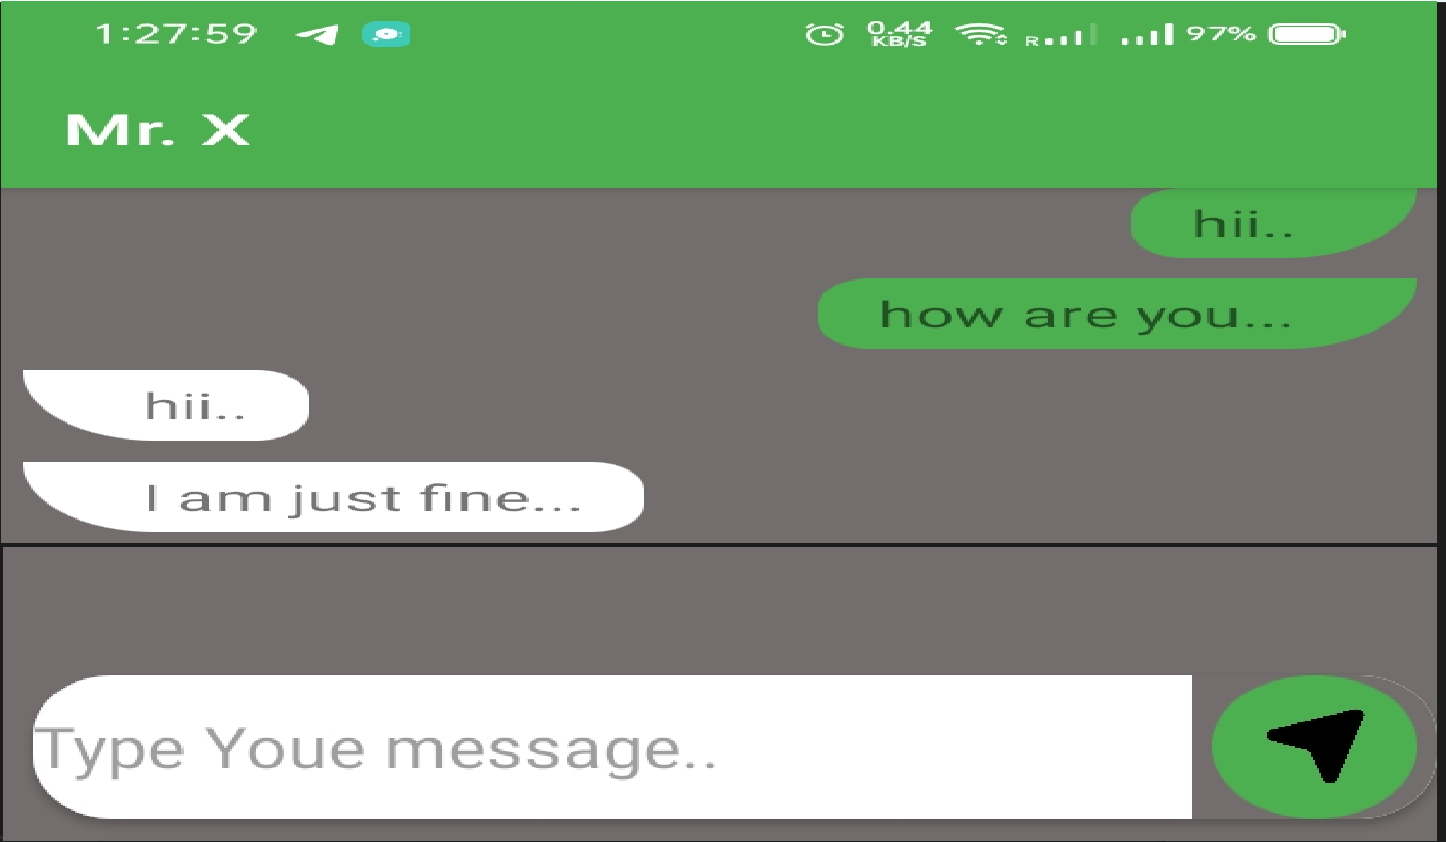 1:27:59 0.44 KB/S R 97%
Mr. X
hii..
how are you...
hii..
I am just fine...
Type Youe message..